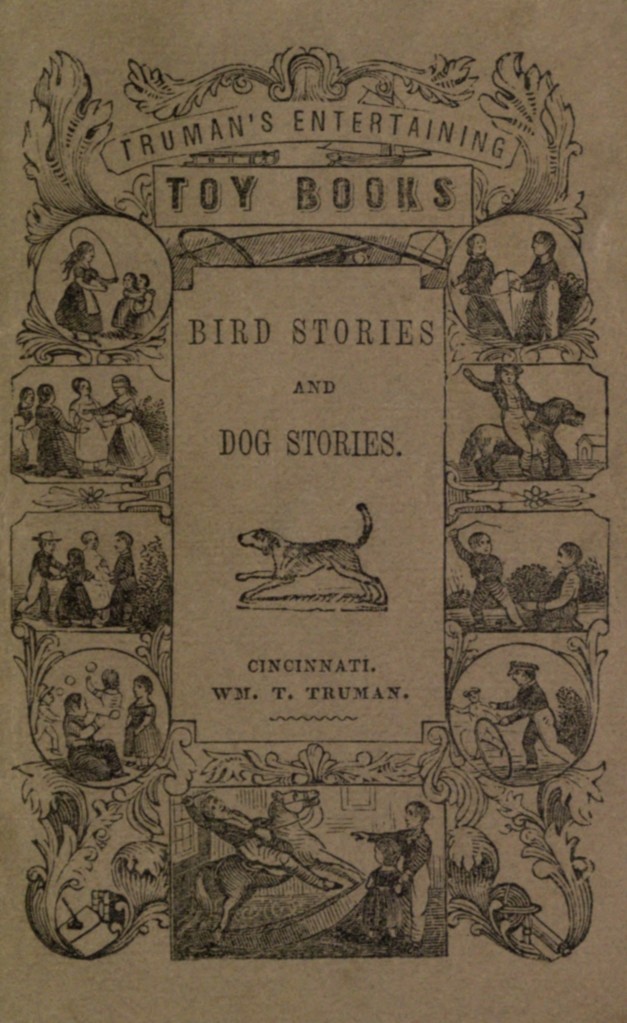 TRUMAN'S ENTERTAINING
TOY BOOKS
BIRD STORIES
AND
DOG STORIES.
CINCINNATI.
WM. T. TRUMAN.